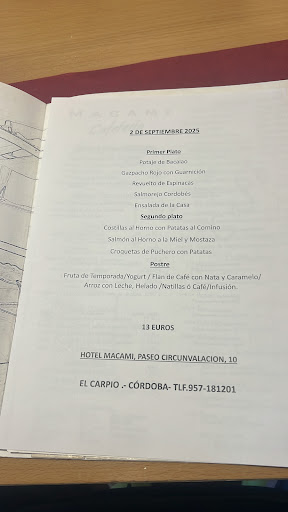 MACAMI
Cafetería
2 DE SEPTIEMBRE 2025
Primer Plato
Potaje de Bacalao
Gazpacho Rojo con Guarnición
Revuelto de Espinacas
Salmorejo Cordobés
Ensalada de la Casa
Segundo plato
Costillas al Horno con Patatas al Comino
Salmón al Horno a la Miel y Mostaza
Croquetas de Puchero con Patatas
Postre
Fruta de Temporada/Yogurt / Flan de Café con Nata y Caramelo/
Arroz con Leche, Helado /Natillas ó Café/Infusión.
13 EUROS
HOTEL MACAMI, PASEO CIRCUNVALACION, 10
EL CARPIO .- CÓRDOBA- TLF.957-181201